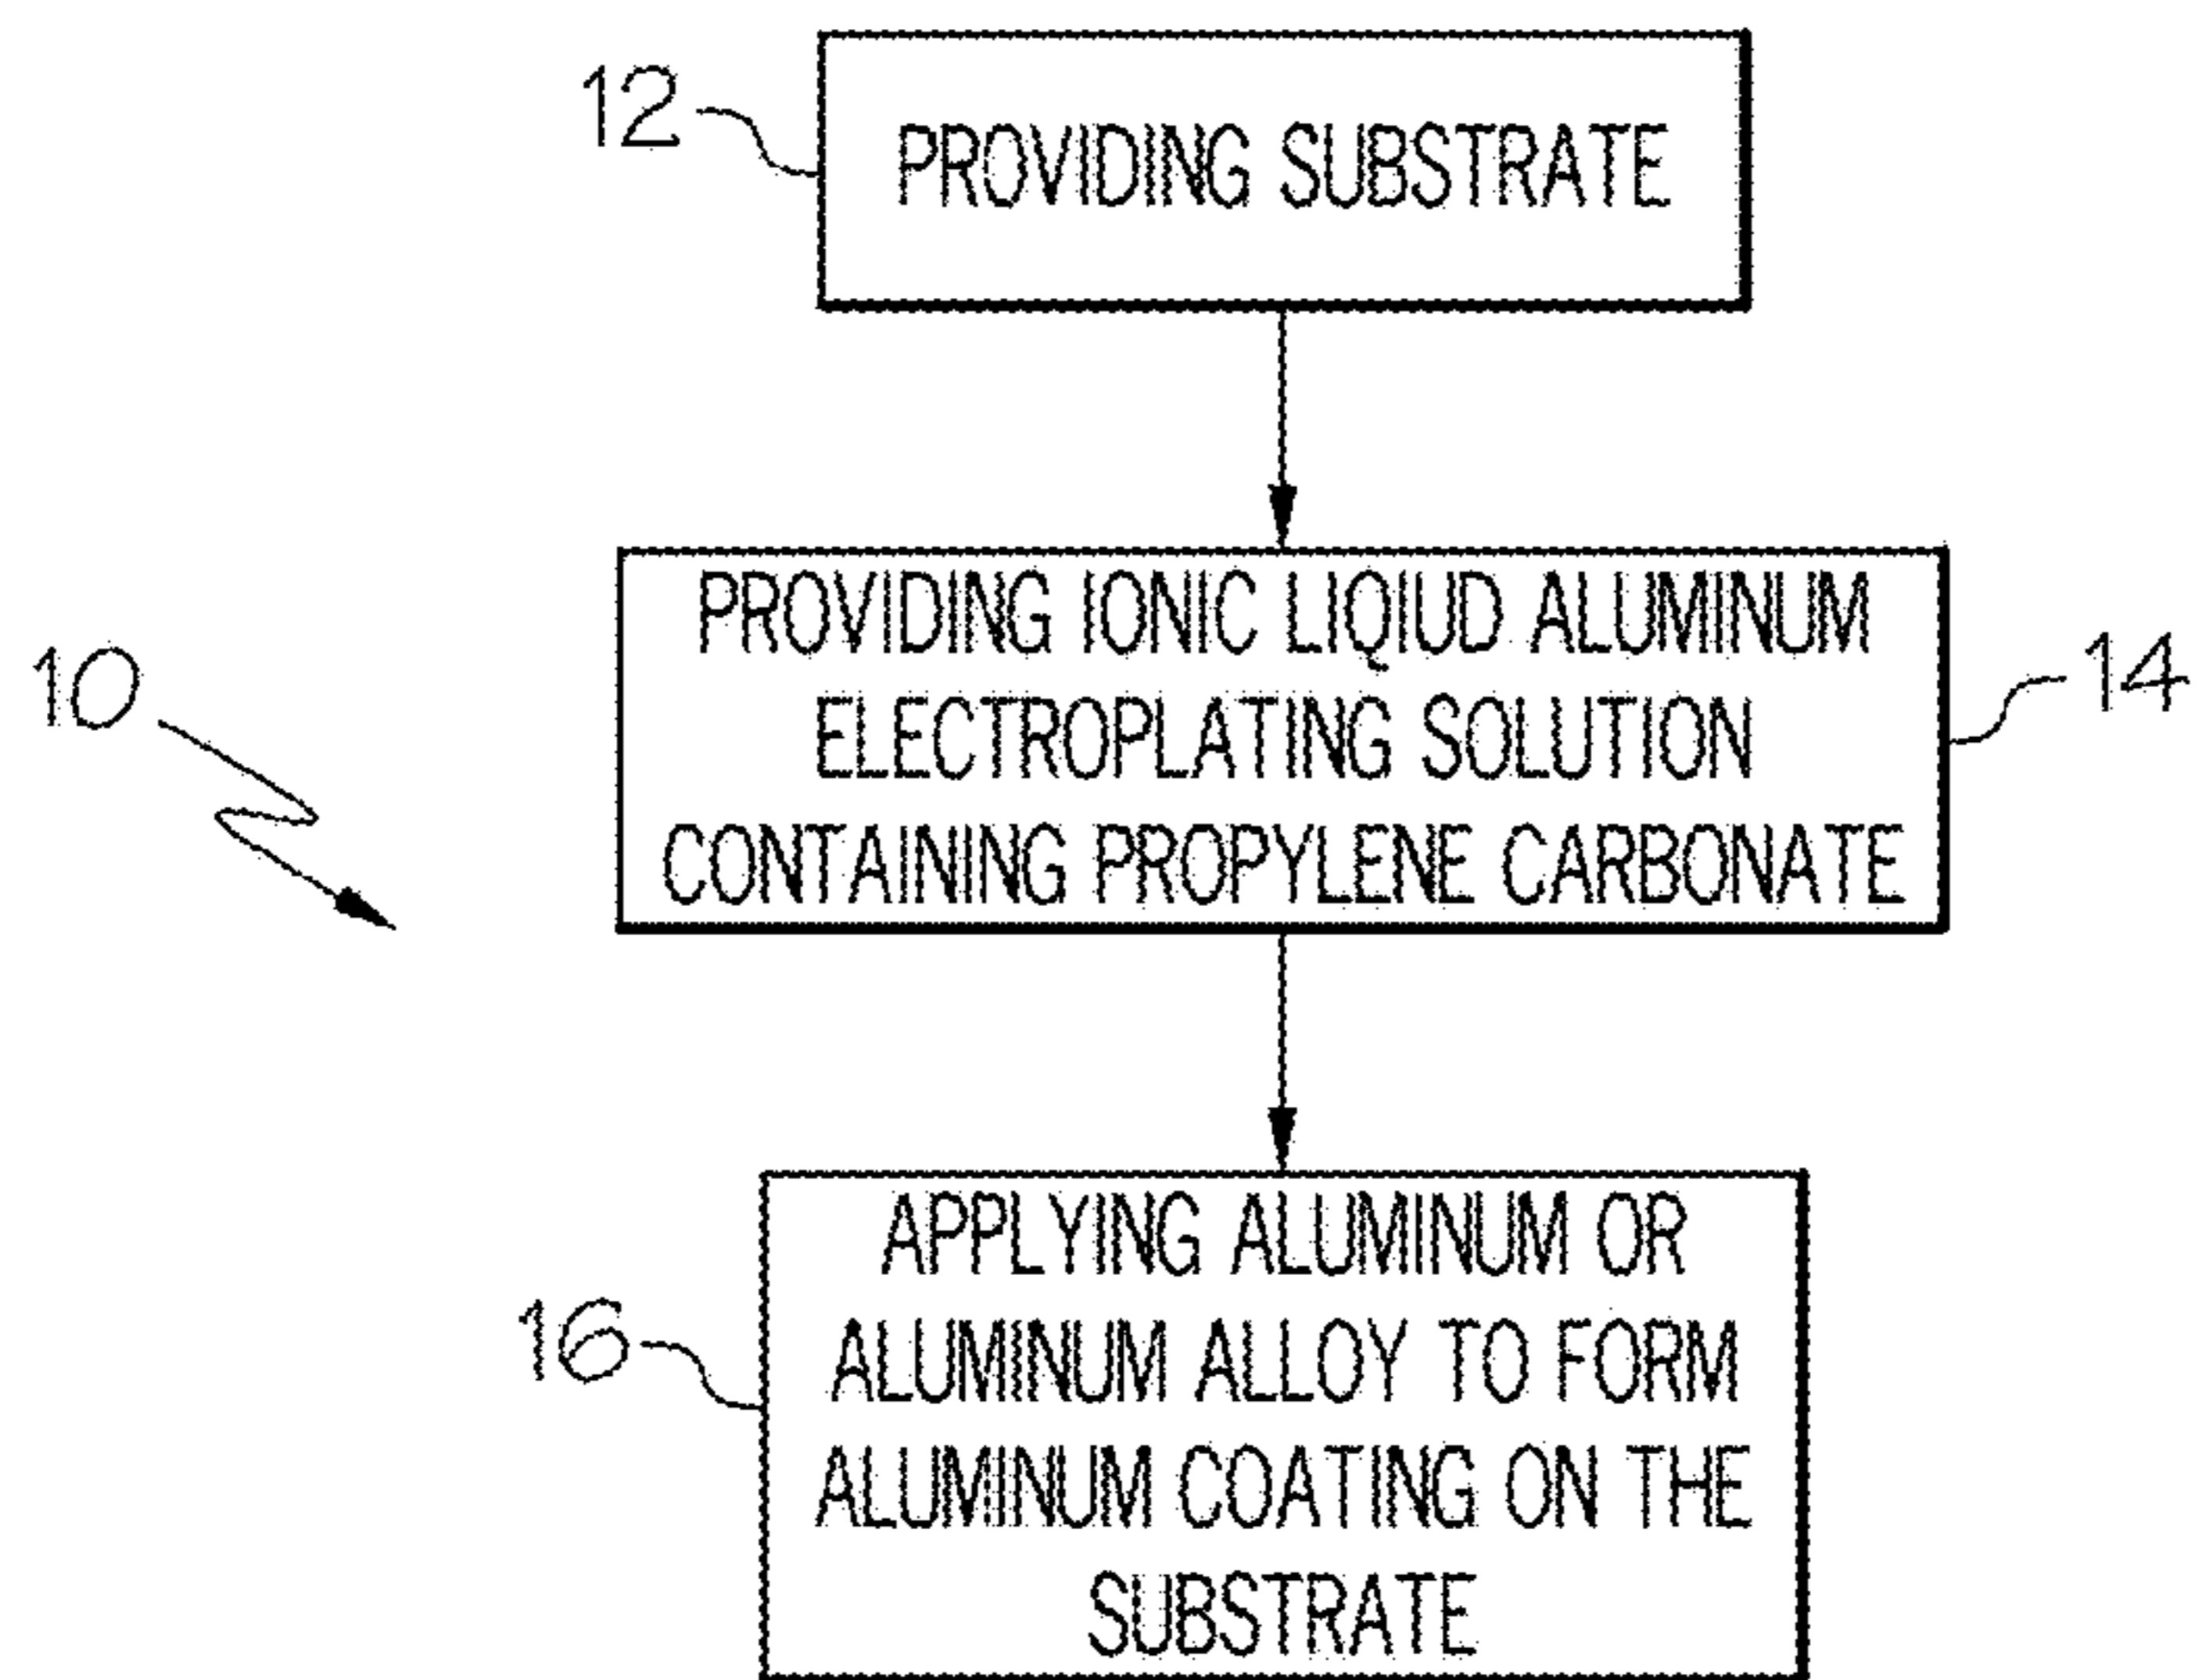 12
PROVIDING SUBSTRATE
10
PROVIDING IONIC LIQIUD ALUMINUM
ELECTROPLATING SOLUTION
CONTAINING PROPYLENE CARBONATE
14
16
APPLYING ALUMINUM OR
ALUMINUM ALLOY TO FORM
ALUMINUM COATING ON THE
SUBSTRATE